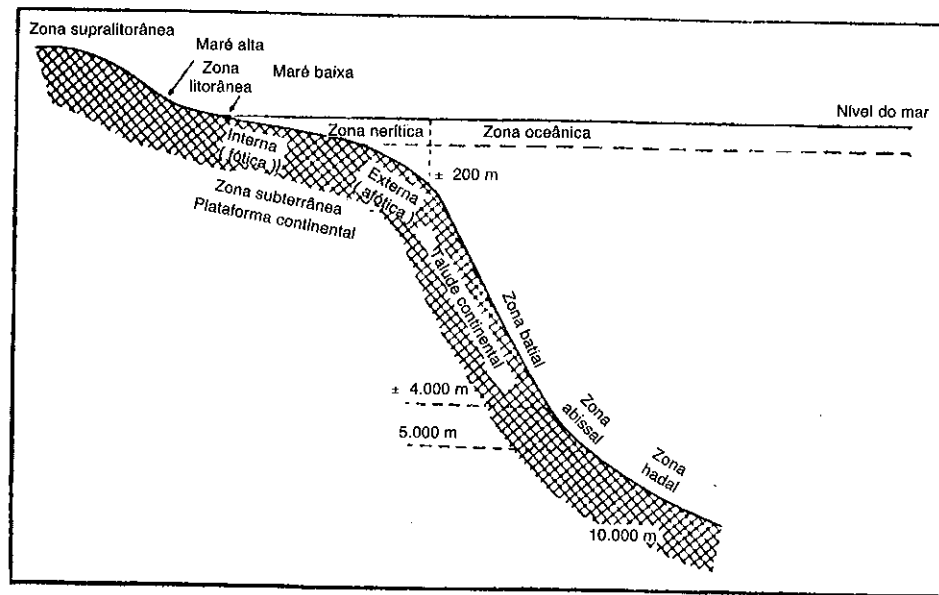 Zona supralitorânea
Maré alta
Zona
litorânea
Maré baixa
Nível do mar
Zona nerítica
Zona oceânica
Interna
(fótica)
± 200 m
Externa
(afótica)
Zona subterrânea
Plataforma continental
Talude continental
Zona batial
± 4.000 m
Zona
abissal
5.000 m
Zona
hadal
10.000 m